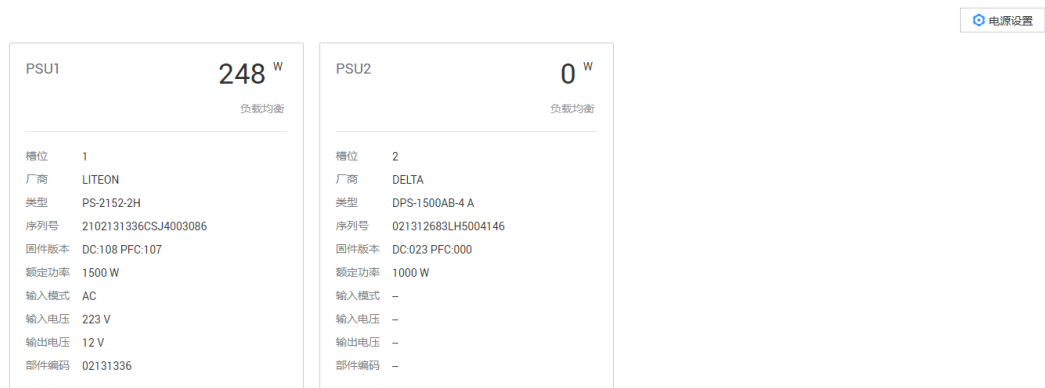 电源设置
PSU1 248 W
负载均衡
槽位 1
厂商 LITEON
类型 PS-2152-2H
序列号 2102131336CSJ4003086
固件版本 DC:108 PFC:107
额定功率 1500 W
输入模式 AC
输入电压 223 V
输出电压 12 V
部件编码 02131336
PSU2 0 W
负载均衡
槽位 2
厂商 DELTA
类型 DPS-1500AB-4 A
序列号 021312683LH5004146
固件版本 DC:023 PFC:000
额定功率 1000 W
输入模式 --
输入电压 --
输出电压 --
部件编码 --